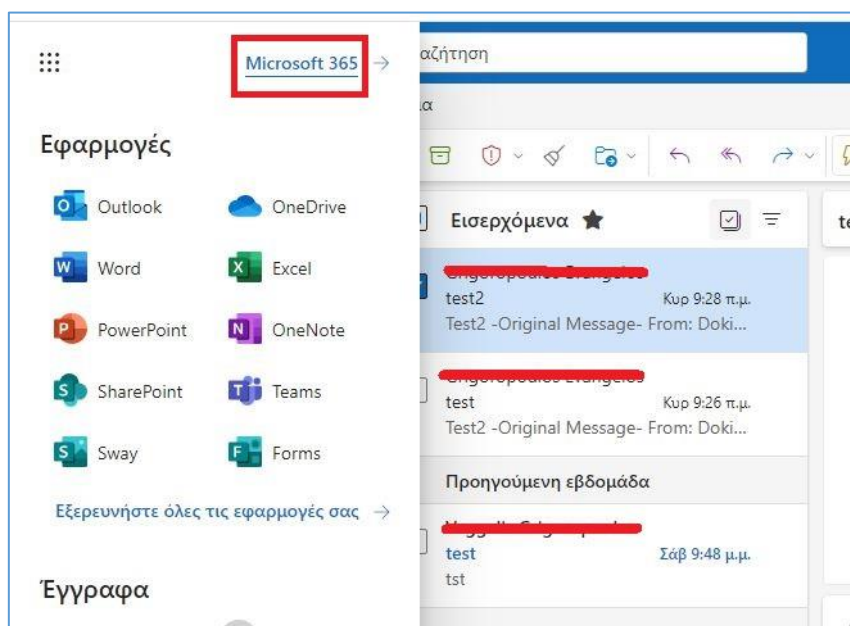 Microsoft 365
αζήτηση
ια
Εφαρμογές
Outlook
OneDrive
Word
Excel
PowerPoint
OneNote
SharePoint
Teams
Sway
Forms
Εξερευνήστε όλες τις εφαρμογές σας
Έγγραφα
Εισερχόμενα
test2 Κυρ 9:28 π.μ.
Test2 -Original Message- From: Doki...
test Κυρ 9:26 π.μ.
Test2 -Original Message- From: Doki...
Προηγούμενη εβδομάδα
test Σάβ 9:48 μ.μ.
tst
te